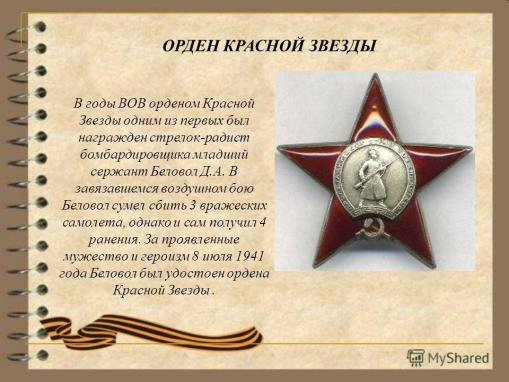 ОРДЕН КРАСНОЙ ЗВЕЗДЫ
В годы ВОВ орденом Красной
Звезды одним из первых был
награжден стрелок-радист
бомбардировщика младший
сержант Беловол Д.А. В
завязавшемся воздушном бою
Беловол сумел сбить 3 вражеских
самолета, однако и сам получил 4
ранения. За проявленные
мужество и героизм 8 июля 1941
года Беловол был удостоен ордена
Красной Звезды .
MyShared